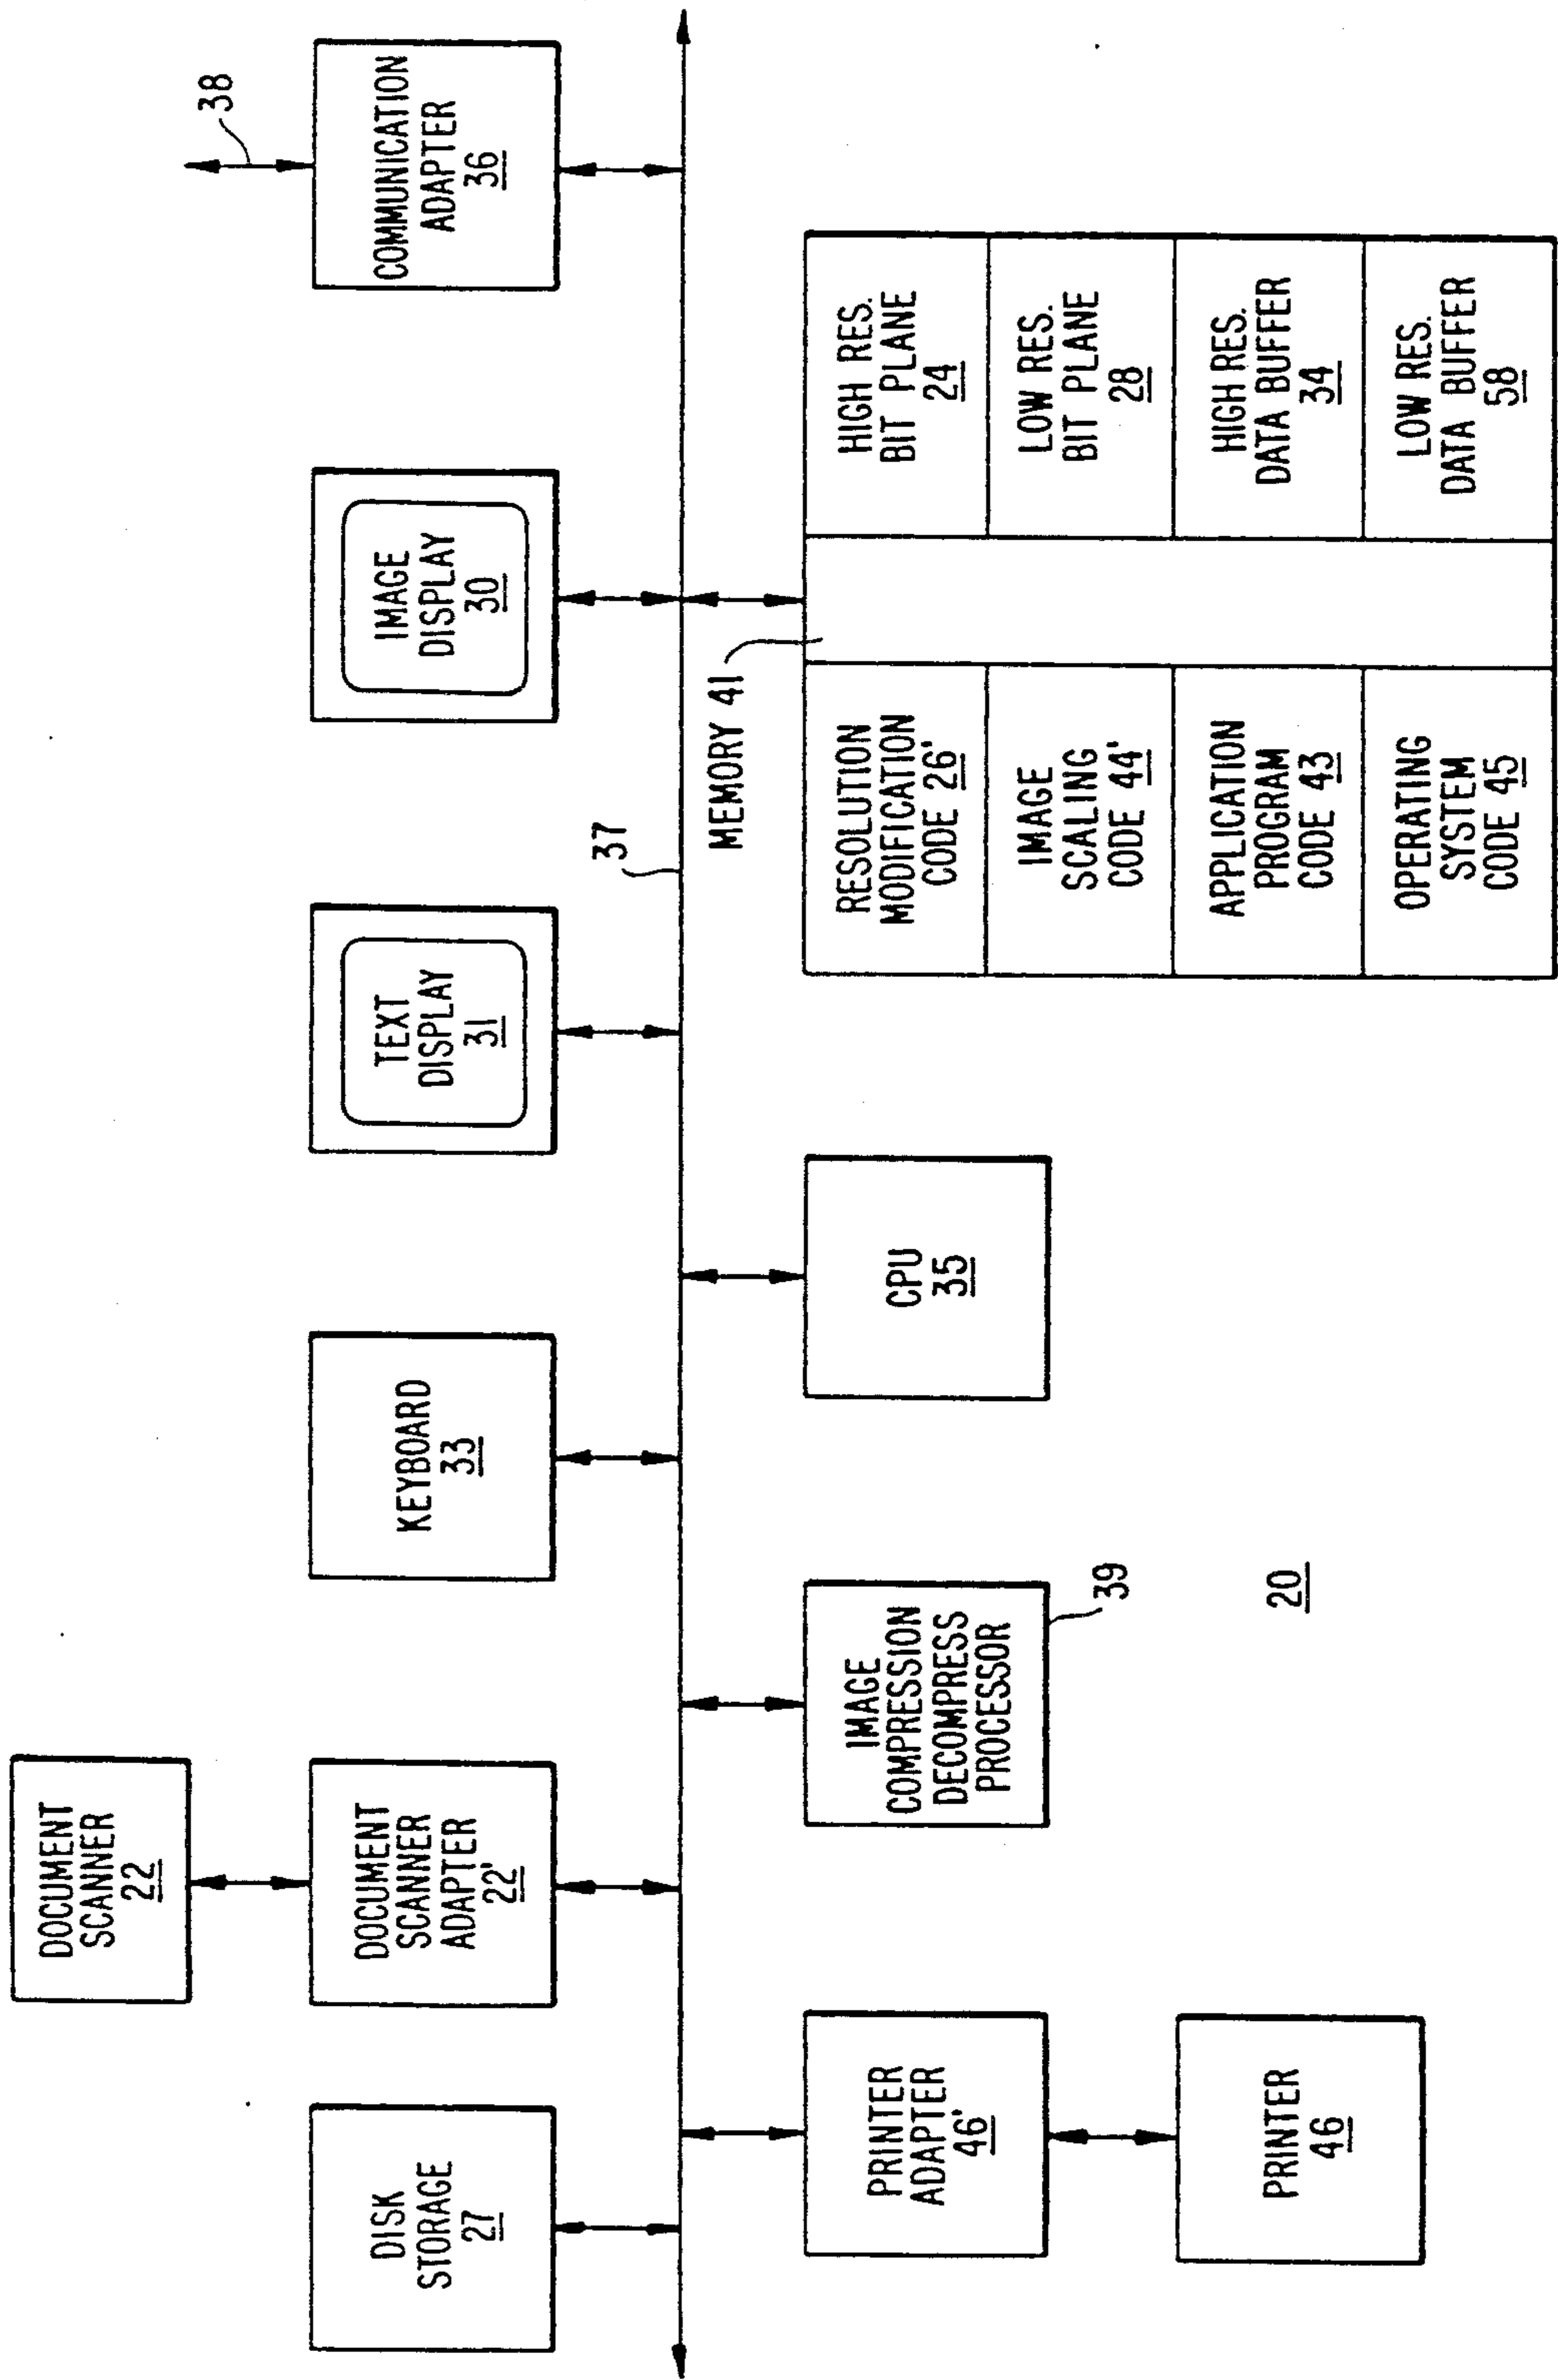 DOCUMENT
SCANNER
22
DISK
STORAGE
27
DOCUMENT
SCANNER
ADAPTER
22'
KEYBOARD
33
TEXT
DISPLAY
31
IMAGE
DISPLAY
30
COMMUNICATION
ADAPTER
36
38
37
MEMORY 41
PRINTER
ADAPTER
46'
PRINTER
46
IMAGE
COMPRESSION
DECOMPRESS
PROCESSOR
39
CPU
35
RESOLUTION
MODIFICATION
CODE 26'
IMAGE
SCALING
CODE 44'
APPLICATION
PROGRAM
CODE 43
OPERATING
SYSTEM
CODE 45
HIGH RES.
BIT PLANE
24
LOW RES.
BIT PLANE
28
HIGH RES.
DATA BUFFER
34
LOW RES.
DATA BUFFER
58
20